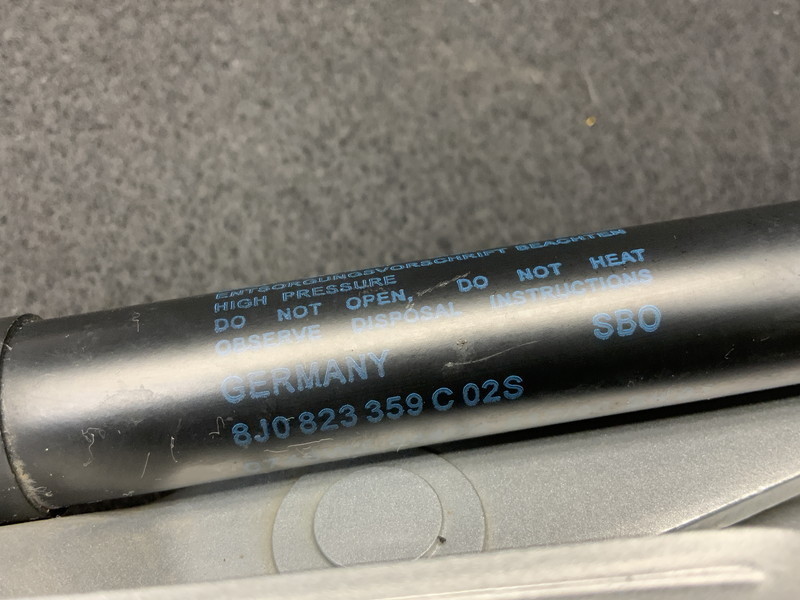 ENTSORGUNGSVORSCHRIFT BEACHTEN
HIGH PRESSURE
DO NOT OPEN, DO NOT HEAT
OBSERVE DISPOSAL INSTRUCTIONS
GERMANY SBO
8J0 823 359 C 02S